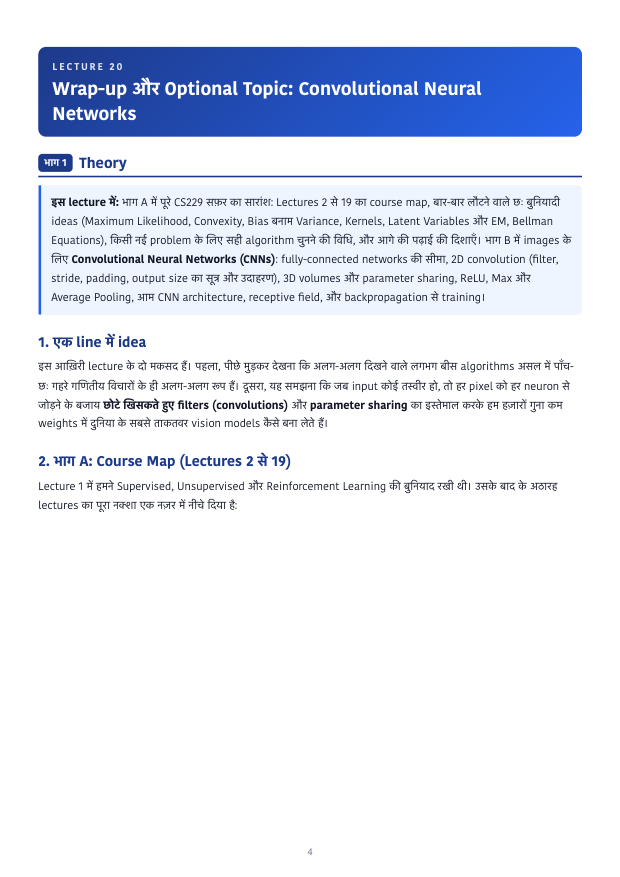 LECTURE 20
Wrap-up और Optional Topic: Convolutional Neural
Networks
भाग 1 Theory
इस lecture में: भाग A में पूरे CS229 सफ़र का सारांश: Lectures 2 से 19 का course map, बार-बार लौटने वाले छः बुनियादी
ideas (Maximum Likelihood, Convexity, Bias बनाम Variance, Kernels, Latent Variables और EM, Bellman
Equations), किसी नई problem के लिए सही algorithm चुनने की विधि, और आगे की पढ़ाई की दिशाएँ। भाग B में images के
लिए Convolutional Neural Networks (CNNs): fully-connected networks की सीमा, 2D convolution (filter,
stride, padding, output size का सूत्र और उदाहरण), 3D volumes और parameter sharing, ReLU, Max और
Average Pooling, आम CNN architecture, receptive field, और backpropagation से training।
1. एक line में idea
इस आख़िरी lecture के दो मकसद हैं। पहला, पीछे मुड़कर देखना कि अलग-अलग दिखने वाले लगभग बीस algorithms असल में पाँच-
छः गहरे गणितीय विचारों के ही अलग-अलग रूप हैं। दूसरा, यह समझना कि जब input कोई तस्वीर हो, तो हर pixel को हर neuron से
जोड़ने के बजाय छोटे खिसकते हुए filters (convolutions) और parameter sharing का इस्तेमाल करके हम हज़ारों गुना कम
weights में दुनिया के सबसे ताकतवर vision models कैसे बना लेते हैं।
2. भाग A: Course Map (Lectures 2 से 19)
Lecture 1 में हमने Supervised, Unsupervised और Reinforcement Learning की बुनियाद रखी थी। उसके बाद के अठारह
lectures का पूरा नक्शा एक नज़र में नीचे दिया है:
4